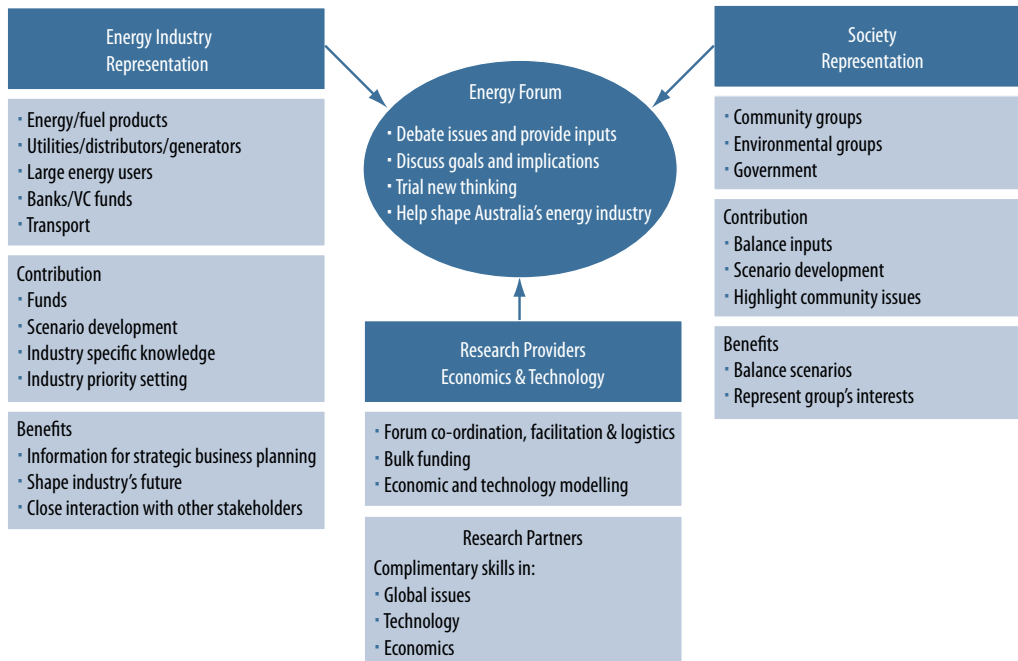 Energy Industry
Representation
· Energy/fuel products
· Utilities/distributors/generators
· Large energy users
· Banks/VC funds
· Transport
Contribution
· Funds
· Scenario development
· Industry specific knowledge
· Industry priority setting
Benefits
· Information for strategic business planning
· Shape industry's future
· Close interaction with other stakeholders
Energy Forum
· Debate issues and provide inputs
· Discuss goals and implications
· Trial new thinking
· Help shape Australia's energy industry
Research Providers
Economics & Technology
· Forum co-ordination, facilitation & logistics
· Bulk funding
· Economic and technology modelling
Research Partners
Complimentary skills in:
· Global issues
· Technology
· Economics
Society
Representation
· Community groups
· Environmental groups
· Government
Contribution
· Balance inputs
· Scenario development
· Highlight community issues
Benefits
· Balance scenarios
· Represent group's interests